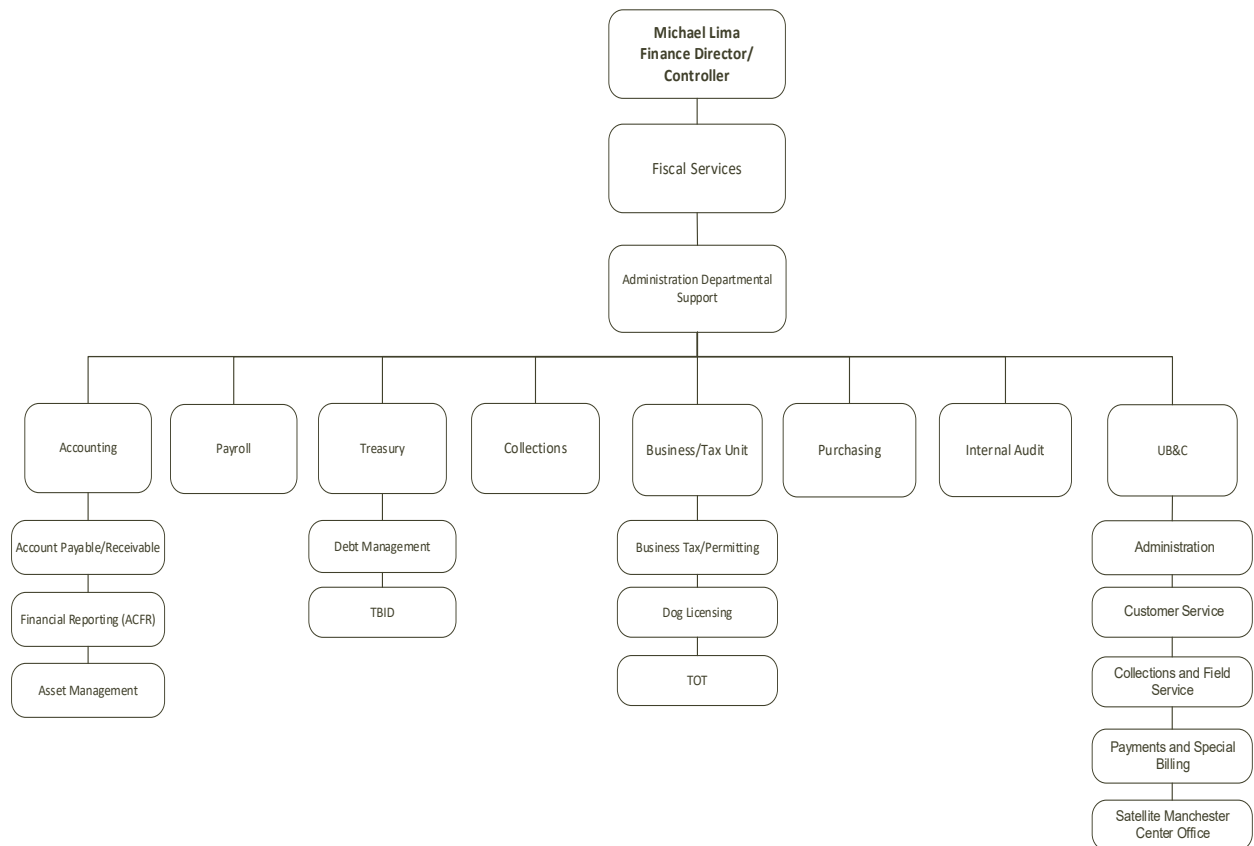 Michael Lima
Finance Director/
Controller
Fiscal Services
Administration Departmental
Support
Accounting
Payroll
Treasury
Collections
Business/Tax Unit
Purchasing
Internal Audit
UB&C
Account Payable/Receivable
Financial Reporting (ACFR)
Asset Management
Debt Management
TBID
Business Tax/Permitting
Dog Licensing
TOT
Administration
Customer Service
Collections and Field
Service
Payments and Special
Billing
Satellite Manchester
Center Office